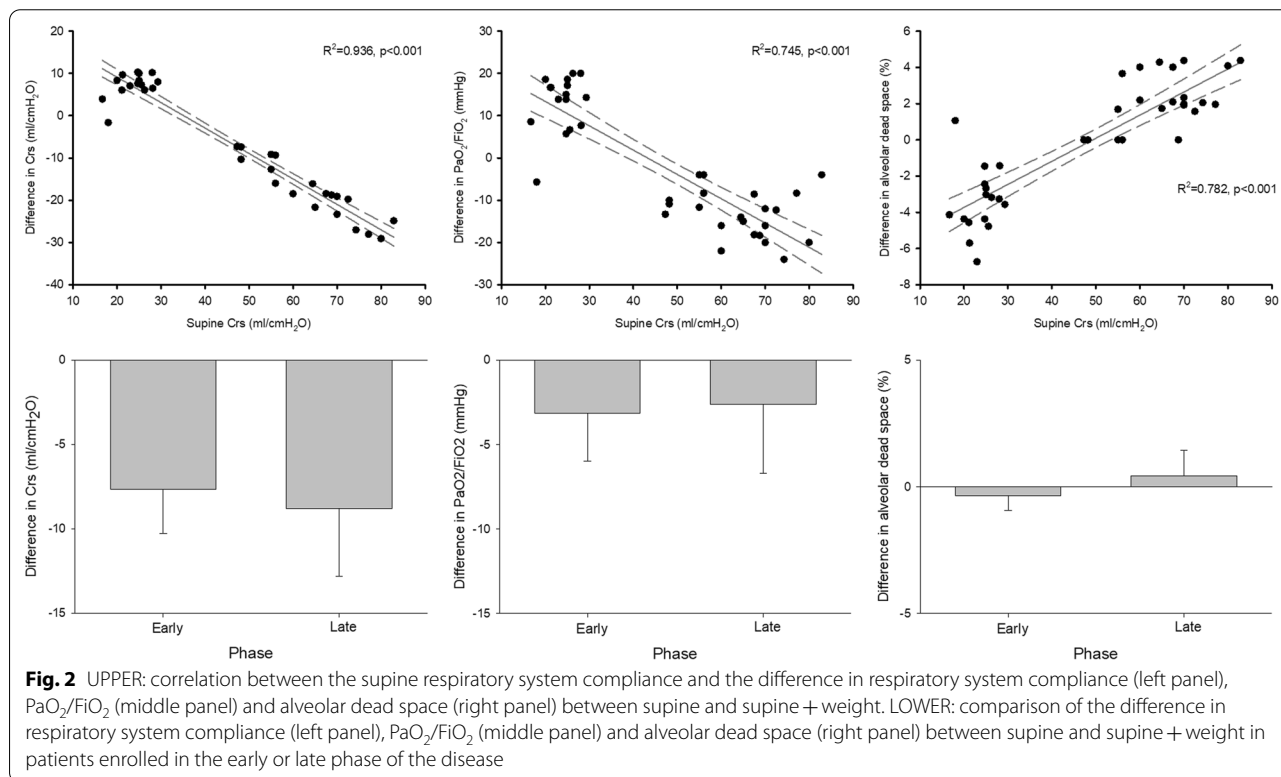 20
10
0
-10
-20
-30
-40
Difference in Crs (ml/cmH₂O)
R²=0.936, p<0.001
10 20 30 40 50 60 70 80 90
Supine Crs (ml/cmH₂O)
30
20
10
0
-10
-20
-30
Difference in PaO₂/FiO₂ (mmHg)
R²=0.745, p<0.001
10 20 30 40 50 60 70 80 90
Supine Crs (ml/cmH₂O)
6
4
2
0
-2
-4
-6
-8
Difference in alveolar dead space (%)
R²=0.782, p<0.001
10 20 30 40 50 60 70 80 90
Supine Crs (ml/cmH₂O)
0
-5
-10
-15
Difference in Crs (ml/cmH2O)
Early Late
Phase
0
-5
-10
-15
Difference in PaO2/FiO2 (mmHg)
Early Late
Phase
5
0
-5
Difference in alveolar dead space (%)
Early Late
Phase
Fig. 2 UPPER: correlation between the supine respiratory system compliance and the difference in respiratory system compliance (left panel),
PaO₂/FiO₂ (middle panel) and alveolar dead space (right panel) between supine and supine + weight. LOWER: comparison of the difference in
respiratory system compliance (left panel), PaO₂/FiO₂ (middle panel) and alveolar dead space (right panel) between supine and supine + weight in
patients enrolled in the early or late phase of the disease